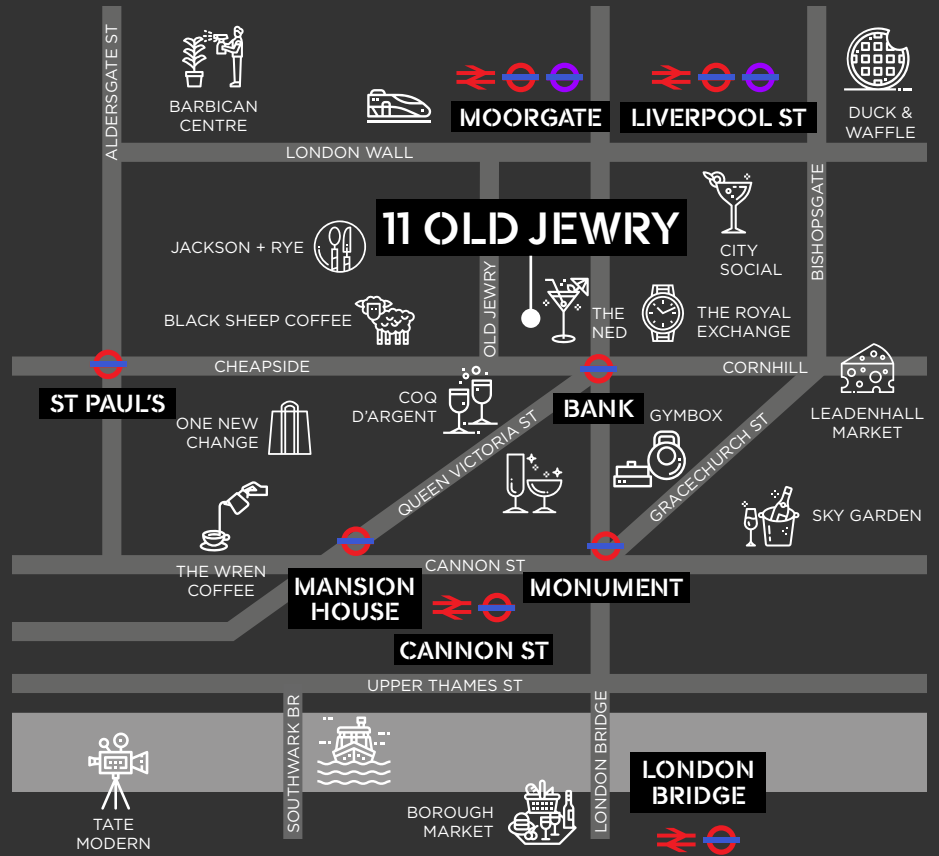 ALDERSGATE ST
BARBICAN
CENTRE
MOORGATE
LIVERPOOL ST
DUCK &
WAFFLE
LONDON WALL
11 OLD JEWRY
BISHOPSGATE
JACKSON + RYE
CITY
SOCIAL
OLD JEWRY
BLACK SHEEP COFFEE
THE
NED
THE ROYAL
EXCHANGE
CHEAPSIDE
CORNHILL
ST PAUL'S
COQ
D'ARGENT
BANK
GYMBOX
LEADENHALL
MARKET
ONE NEW
CHANGE
QUEEN VICTORIA ST
GRACECHURCH ST
SKY GARDEN
THE WREN
COFFEE
CANNON ST
MANSION
HOUSE
MONUMENT
CANNON ST
UPPER THAMES ST
SOUTHWARK BR
LONDON BRIDGE
LONDON
BRIDGE
TATE
MODERN
BOROUGH
MARKET